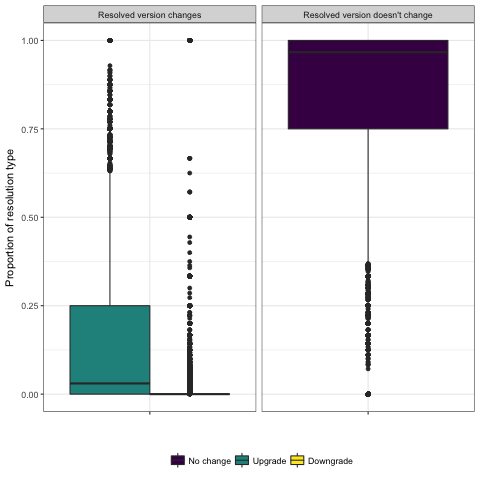 Resolved version changes
Resolved version doesn't change
Proportion of resolution type
1.00
0.75
0.50
0.25
0.00
No change
Upgrade
Downgrade